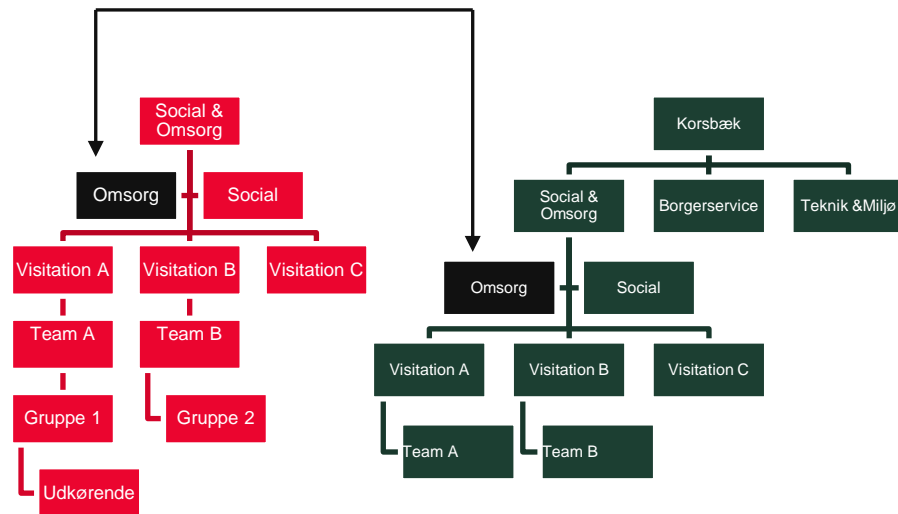 Social &
Omsorg
Omsorg
Social
Visitation A
Visitation B
Visitation C
Team A
Team B
Gruppe 1
Gruppe 2
Udkørende
Korsbæk
Social &
Omsorg
Borgerservice
Teknik &Miljø
Omsorg
Social
Visitation A
Visitation B
Visitation C
Team A
Team B